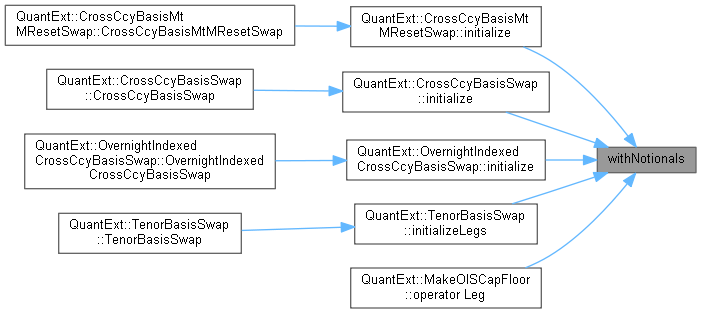 QuantExt::CrossCcyBasisMt
MResetSwap::CrossCcyBasisMtMResetSwap
QuantExt::CrossCcyBasisMt
MResetSwap::initialize
QuantExt::CrossCcyBasisSwap
::CrossCcyBasisSwap
QuantExt::CrossCcyBasisSwap
::initialize
withNotionals
QuantExt::OvernightIndexed
CrossCcyBasisSwap::OvernightIndexed
CrossCcyBasisSwap
QuantExt::OvernightIndexed
CrossCcyBasisSwap::initialize
QuantExt::TenorBasisSwap
::TenorBasisSwap
QuantExt::TenorBasisSwap
::initializeLegs
QuantExt::MakeOISCapFloor
::operator Leg